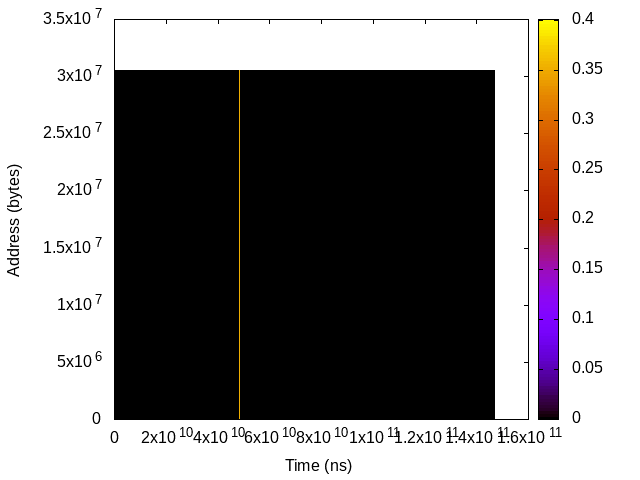 3.5x10 7
3x10 7
2.5x10 7
2x10 7
1.5x10 7
1x10 7
5x10 6
0
Address (bytes)
0 2x10 10 4x10 10 6x10 10 8x10 10 1x10 11 1.2x10 11 1.4x10 11 1.6x10 11
Time (ns)
0.4
0.35
0.3
0.25
0.2
0.15
0.1
0.05
0